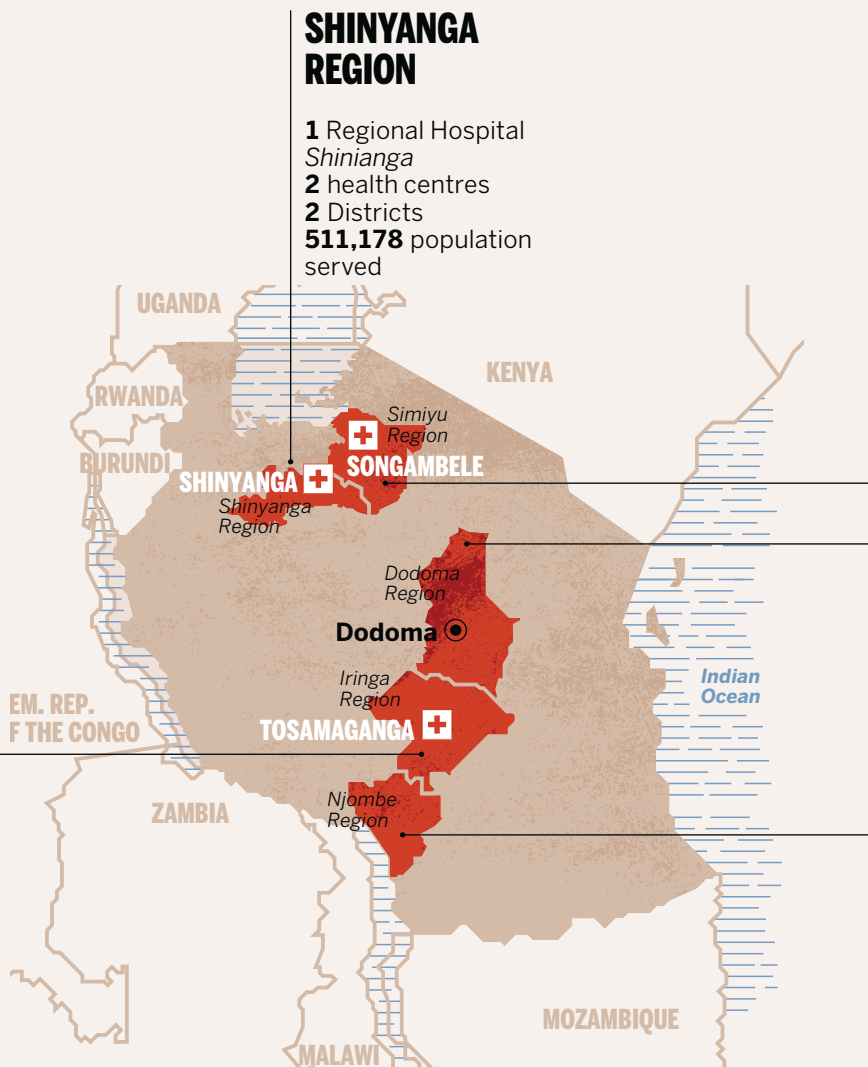 SHINYANGA
REGION
1 Regional Hospital
Shinianga
2 health centres
2 Districts
511,178 population
served
UGANDA
KENYA
RWANDA
Simiyu
Region
BURUNDI
SONGAMBELE
SHINYANGA
Shinyanga
Region
Dodoma
Region
Dodoma
Iringa
Region
Indian
Ocean
EM. REP.
F THE CONGO
TOSAMAGANGA
Njombe
Region
ZAMBIA
MOZAMBIQUE
MALAWI